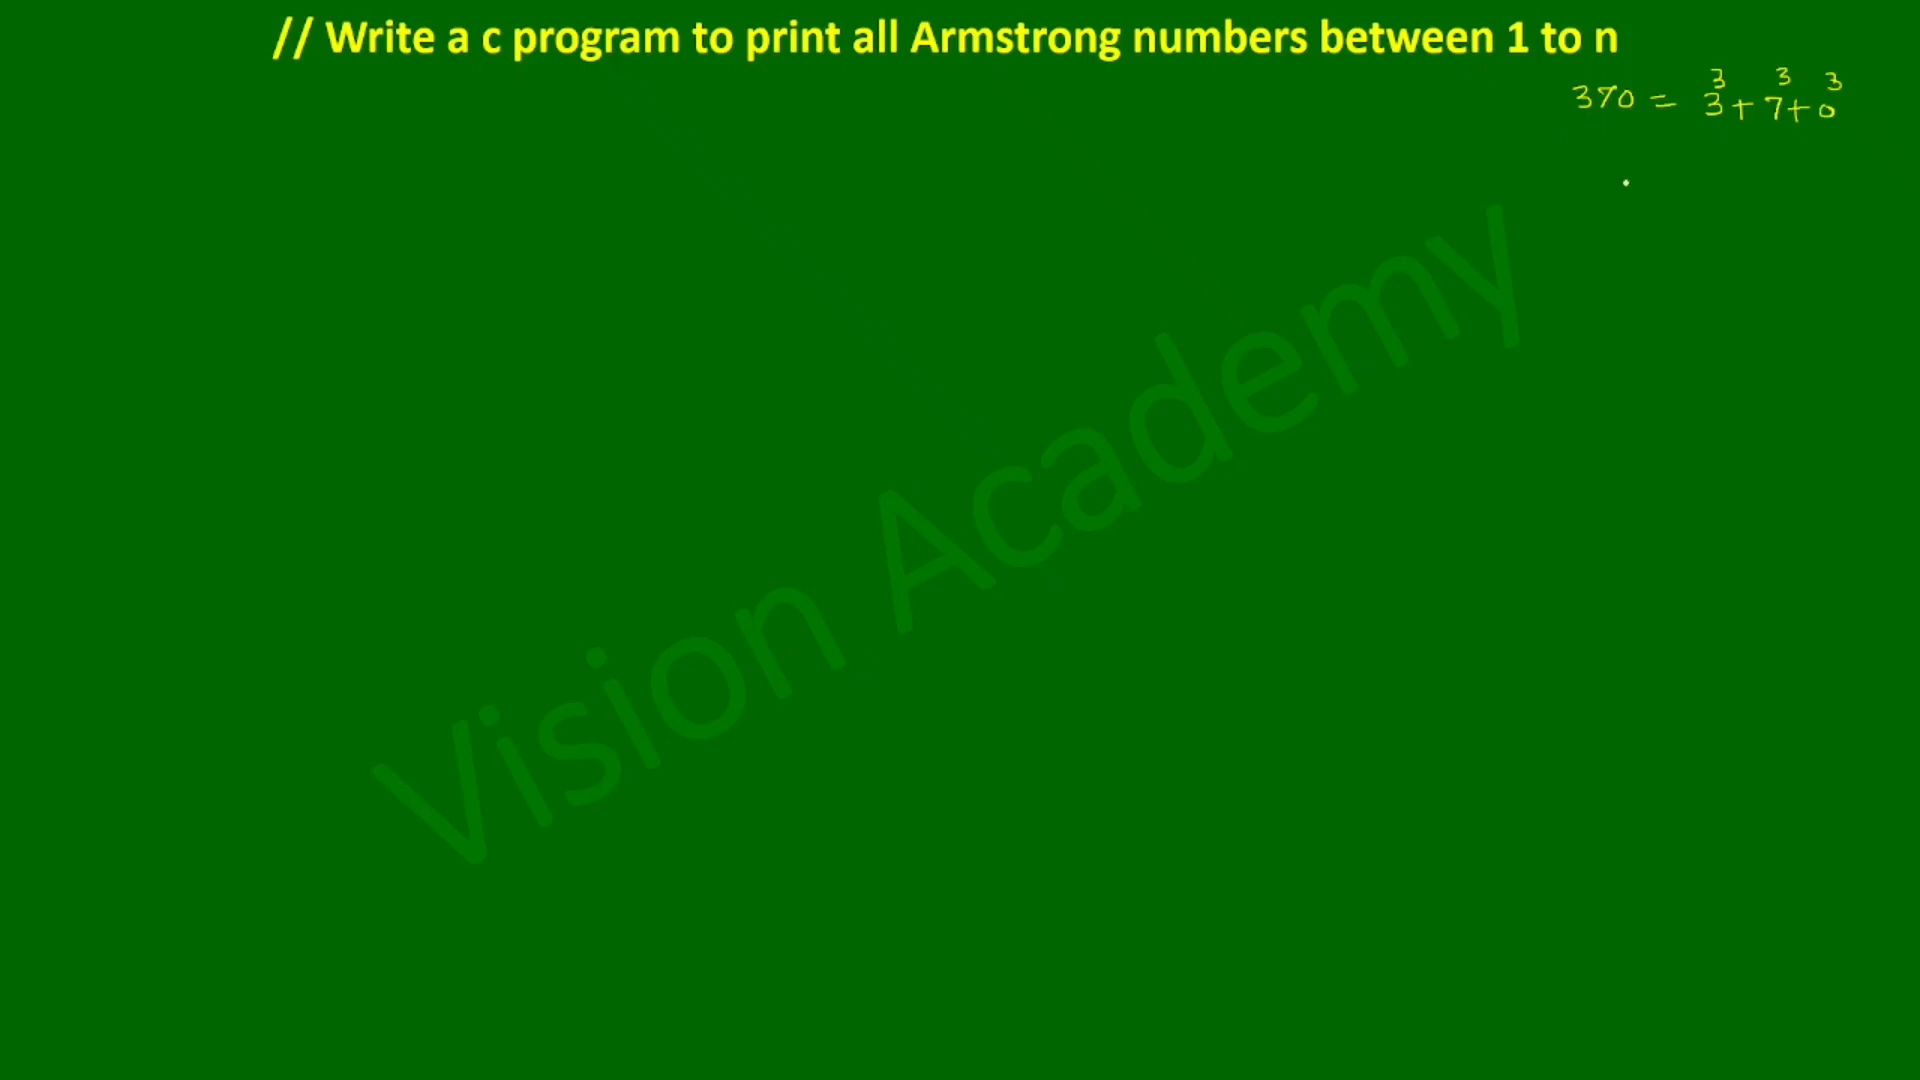 // Write a c program to print all Armstrong numbers between 1 to n
370 = 3³ + 7³ + 0³
Vision Academy